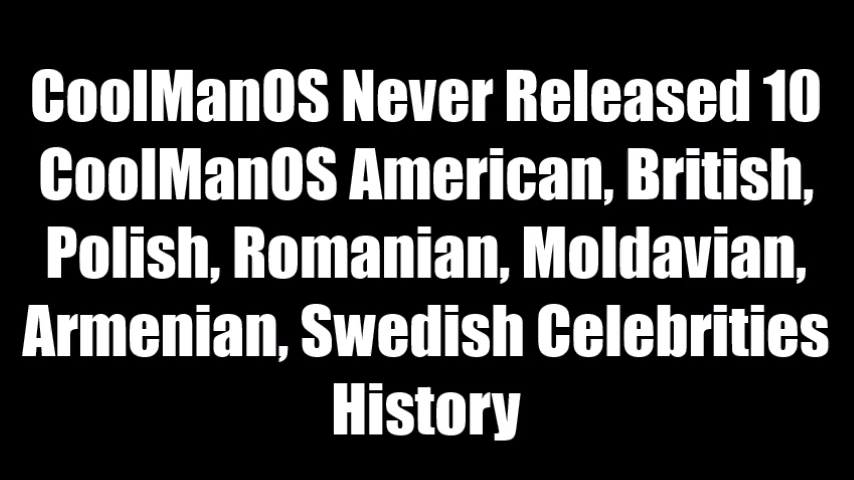 CoolManOS Never Released 10
CoolManOS American, British,
Polish, Romanian, Moldavian,
Armenian, Swedish Celebrities
History